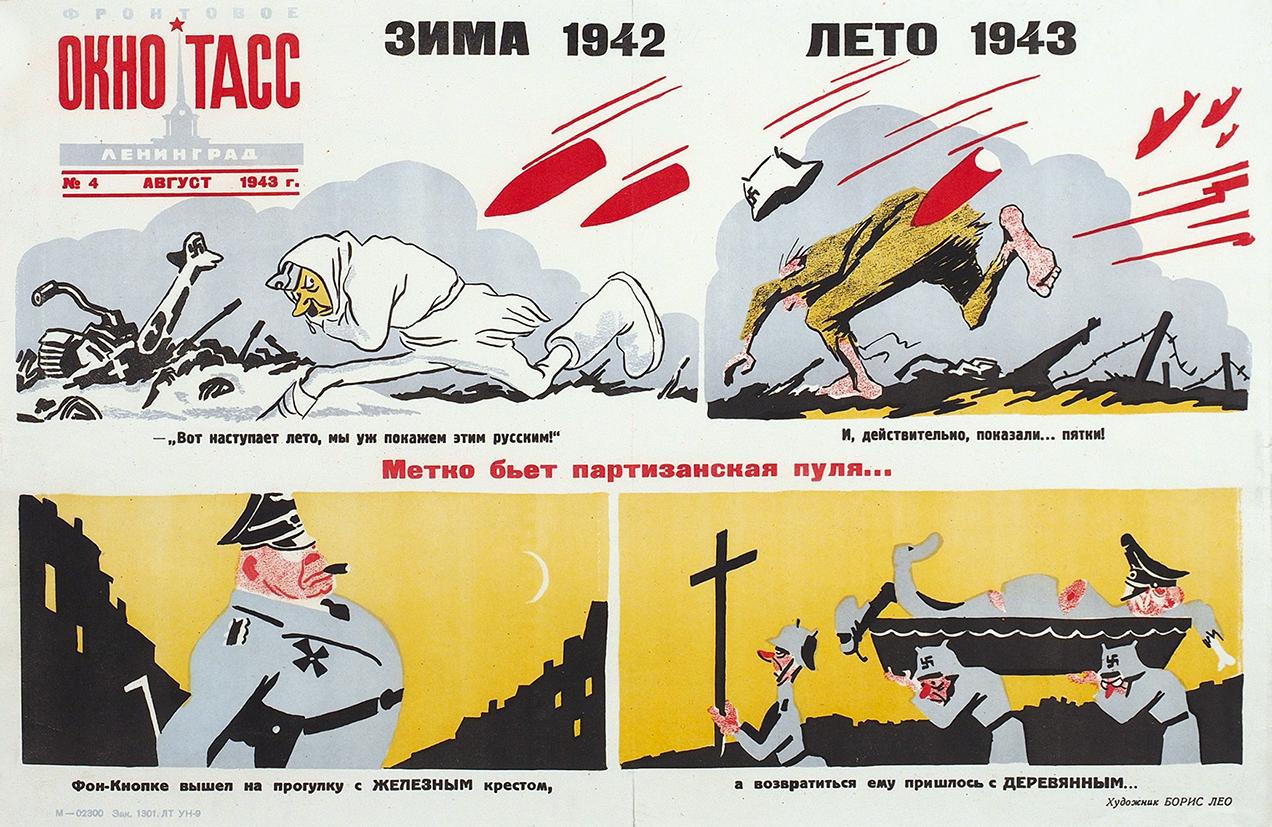 ФРОНТОВОЕ
ОКНО ТАСС
ЛЕНИНГРАД
№ 4 АВГУСТ 1943 г.
ЗИМА 1942
ЛЕТО 1943
—„Вот наступает лето, мы уж покажем этим русским!“
И, действительно, показали... пятки!
Метко бьет партизанская пуля...
Фон-Кнопке вышел на прогулку с ЖЕЛЕЗНЫМ крестом,
а возвратиться ему пришлось с ДЕРЕВЯННЫМ...
Художник БОРИС ЛЕО
М—02300 Зак. 1301. ЛТ УН-9